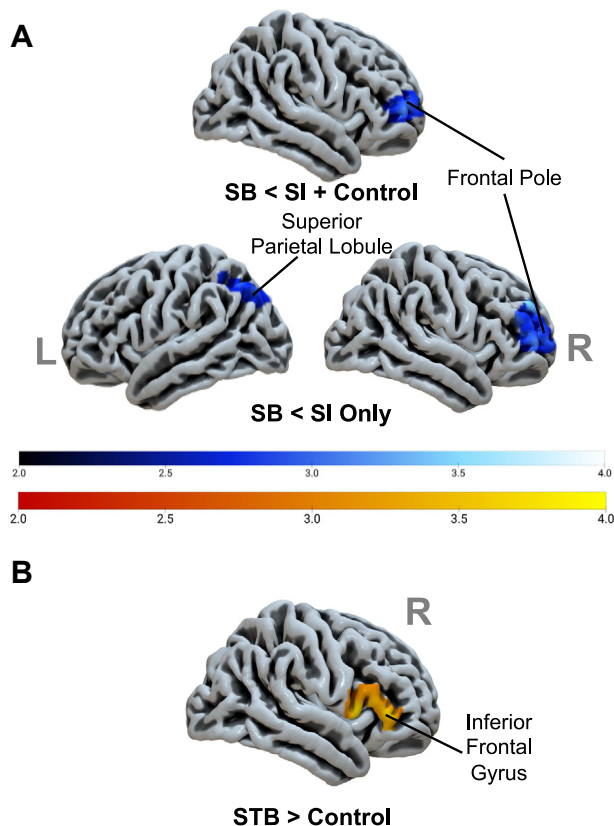 A
Frontal Pole
SB < SI + Control
Superior
Parietal Lobule
L
R
SB < SI Only
2.0 2.5 3.0 3.5 4.0
2.0 2.5 3.0 3.5 4.0
B
R
Inferior
Frontal
Gyrus
STB > Control